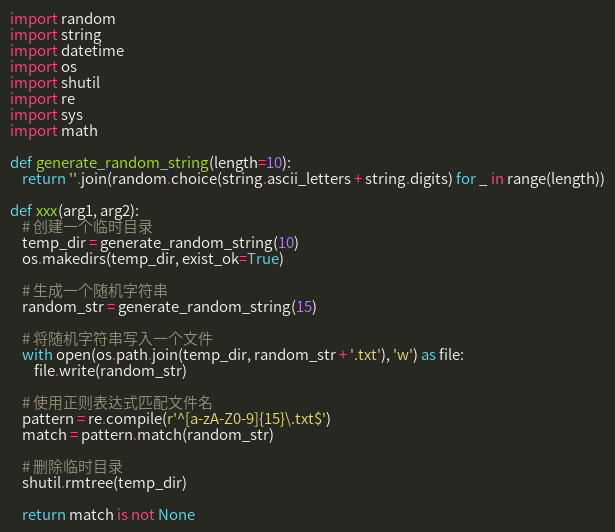 import random
import string
import datetime
import os
import shutil
import re
import sys
import math
def generate_random_string(length=10):
return ''.join(random.choice(string.ascii_letters + string.digits) for _ in range(length))
def xxx(arg1, arg2):
# 创建一个临时目录
temp_dir = generate_random_string(10)
os.makedirs(temp_dir, exist_ok=True)
# 生成一个随机字符串
random_str = generate_random_string(15)
# 将随机字符串写入一个文件
with open(os.path.join(temp_dir, random_str + '.txt'), 'w') as file:
file.write(random_str)
# 使用正则表达式匹配文件名
pattern = re.compile(r'^[a-zA-Z0-9]{15}\.txt$')
match = pattern.match(random_str)
# 删除临时目录
shutil.rmtree(temp_dir)
return match is not None